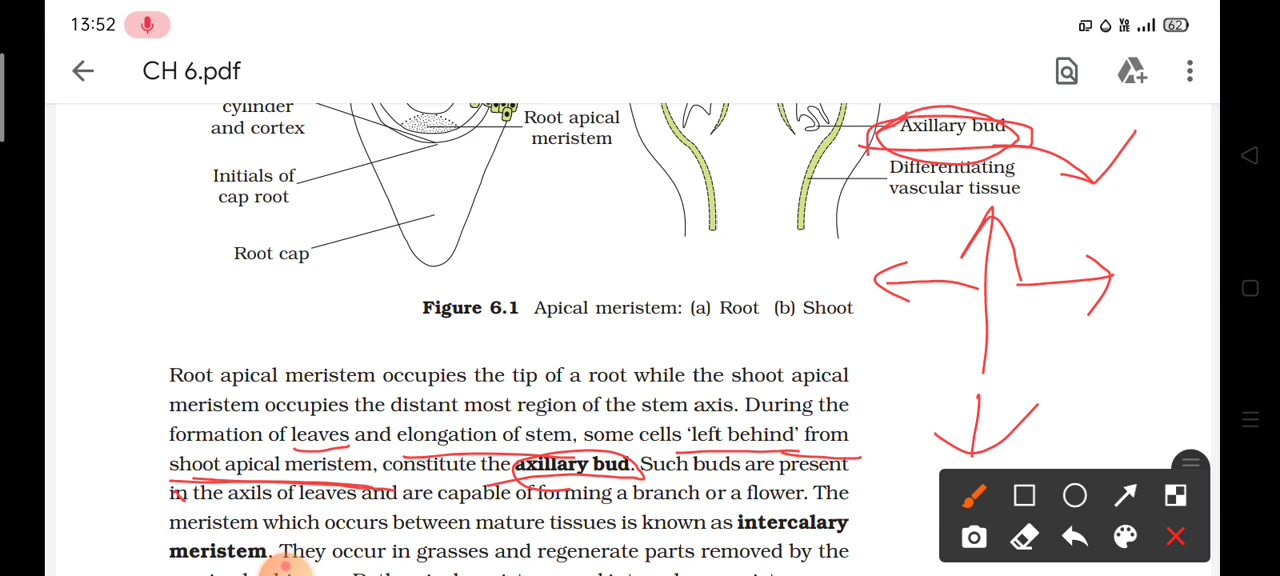 13:52
Vo
LTE
62
CH 6.pdf
cylinder
and cortex
Root apical
meristem
Axillary bud
Differentiating
vascular tissue
Initials of
cap root
Root cap
Figure 6.1 Apical meristem: (a) Root (b) Shoot
Root apical meristem occupies the tip of a root while the shoot apical
meristem occupies the distant most region of the stem axis. During the
formation of leaves and elongation of stem, some cells ‘left behind’ from
shoot apical meristem, constitute the axillary bud. Such buds are present
in the axils of leaves and are capable of forming a branch or a flower. The
meristem which occurs between mature tissues is known as intercalary
meristem. They occur in grasses and regenerate parts removed by the